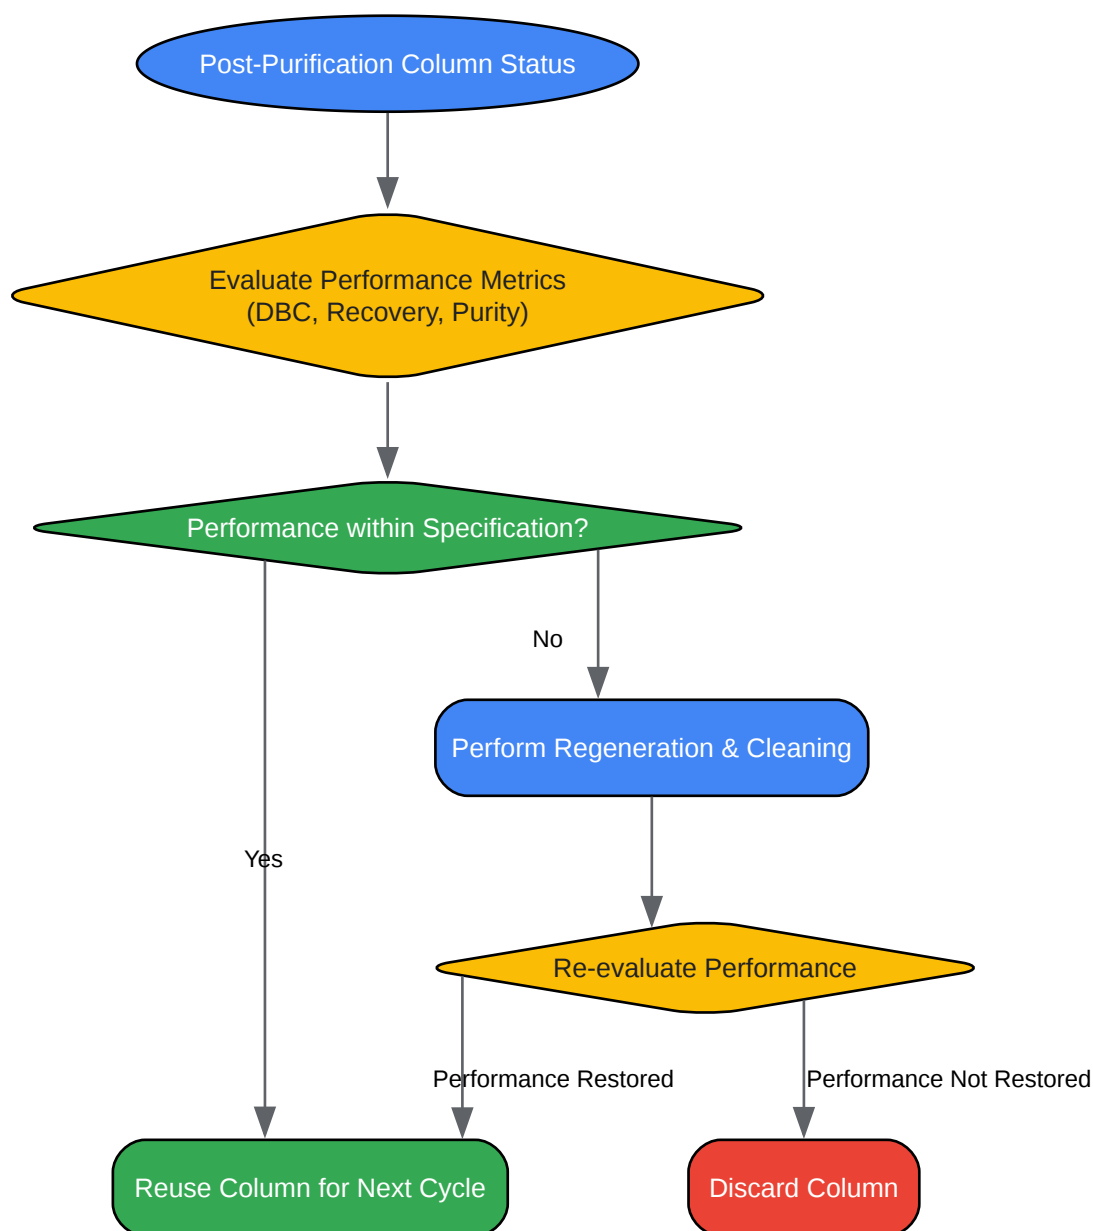 Post-Purification Column Status
Evaluate Performance Metrics
(DBC, Recovery, Purity)
Performance within Specification?
No
Perform Regeneration & Cleaning
Yes
Re-evaluate Performance
Performance Restored
Performance Not Restored
Reuse Column for Next Cycle
Discard Column